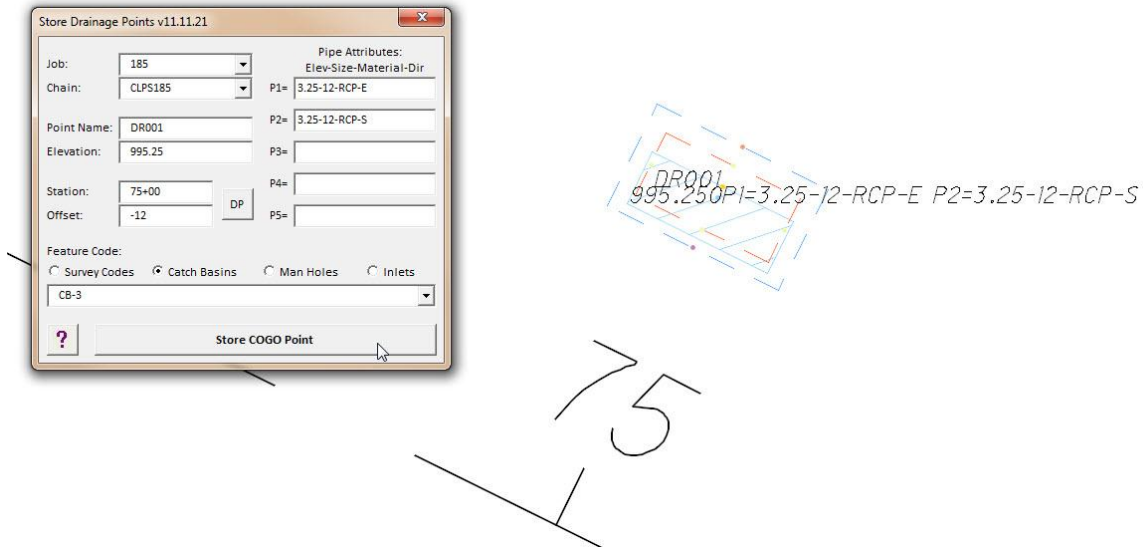 Store Drainage Points v11.11.21
Job: 185
Chain: CLPS185
Pipe Attributes:
Elev-Size-Material-Dir
P1= 3.25-12-RCP-E
Point Name: DR001
P2= 3.25-12-RCP-S
Elevation: 995.25
P3=
Station: 75+00
DP
P4=
Offset: -12
P5=
Feature Code:
Survey Codes Catch Basins Man Holes Inlets
CB-3
? Store COGO Point
DR001
995.250P1=3.25-12-RCP-E P2=3.25-12-RCP-S
75